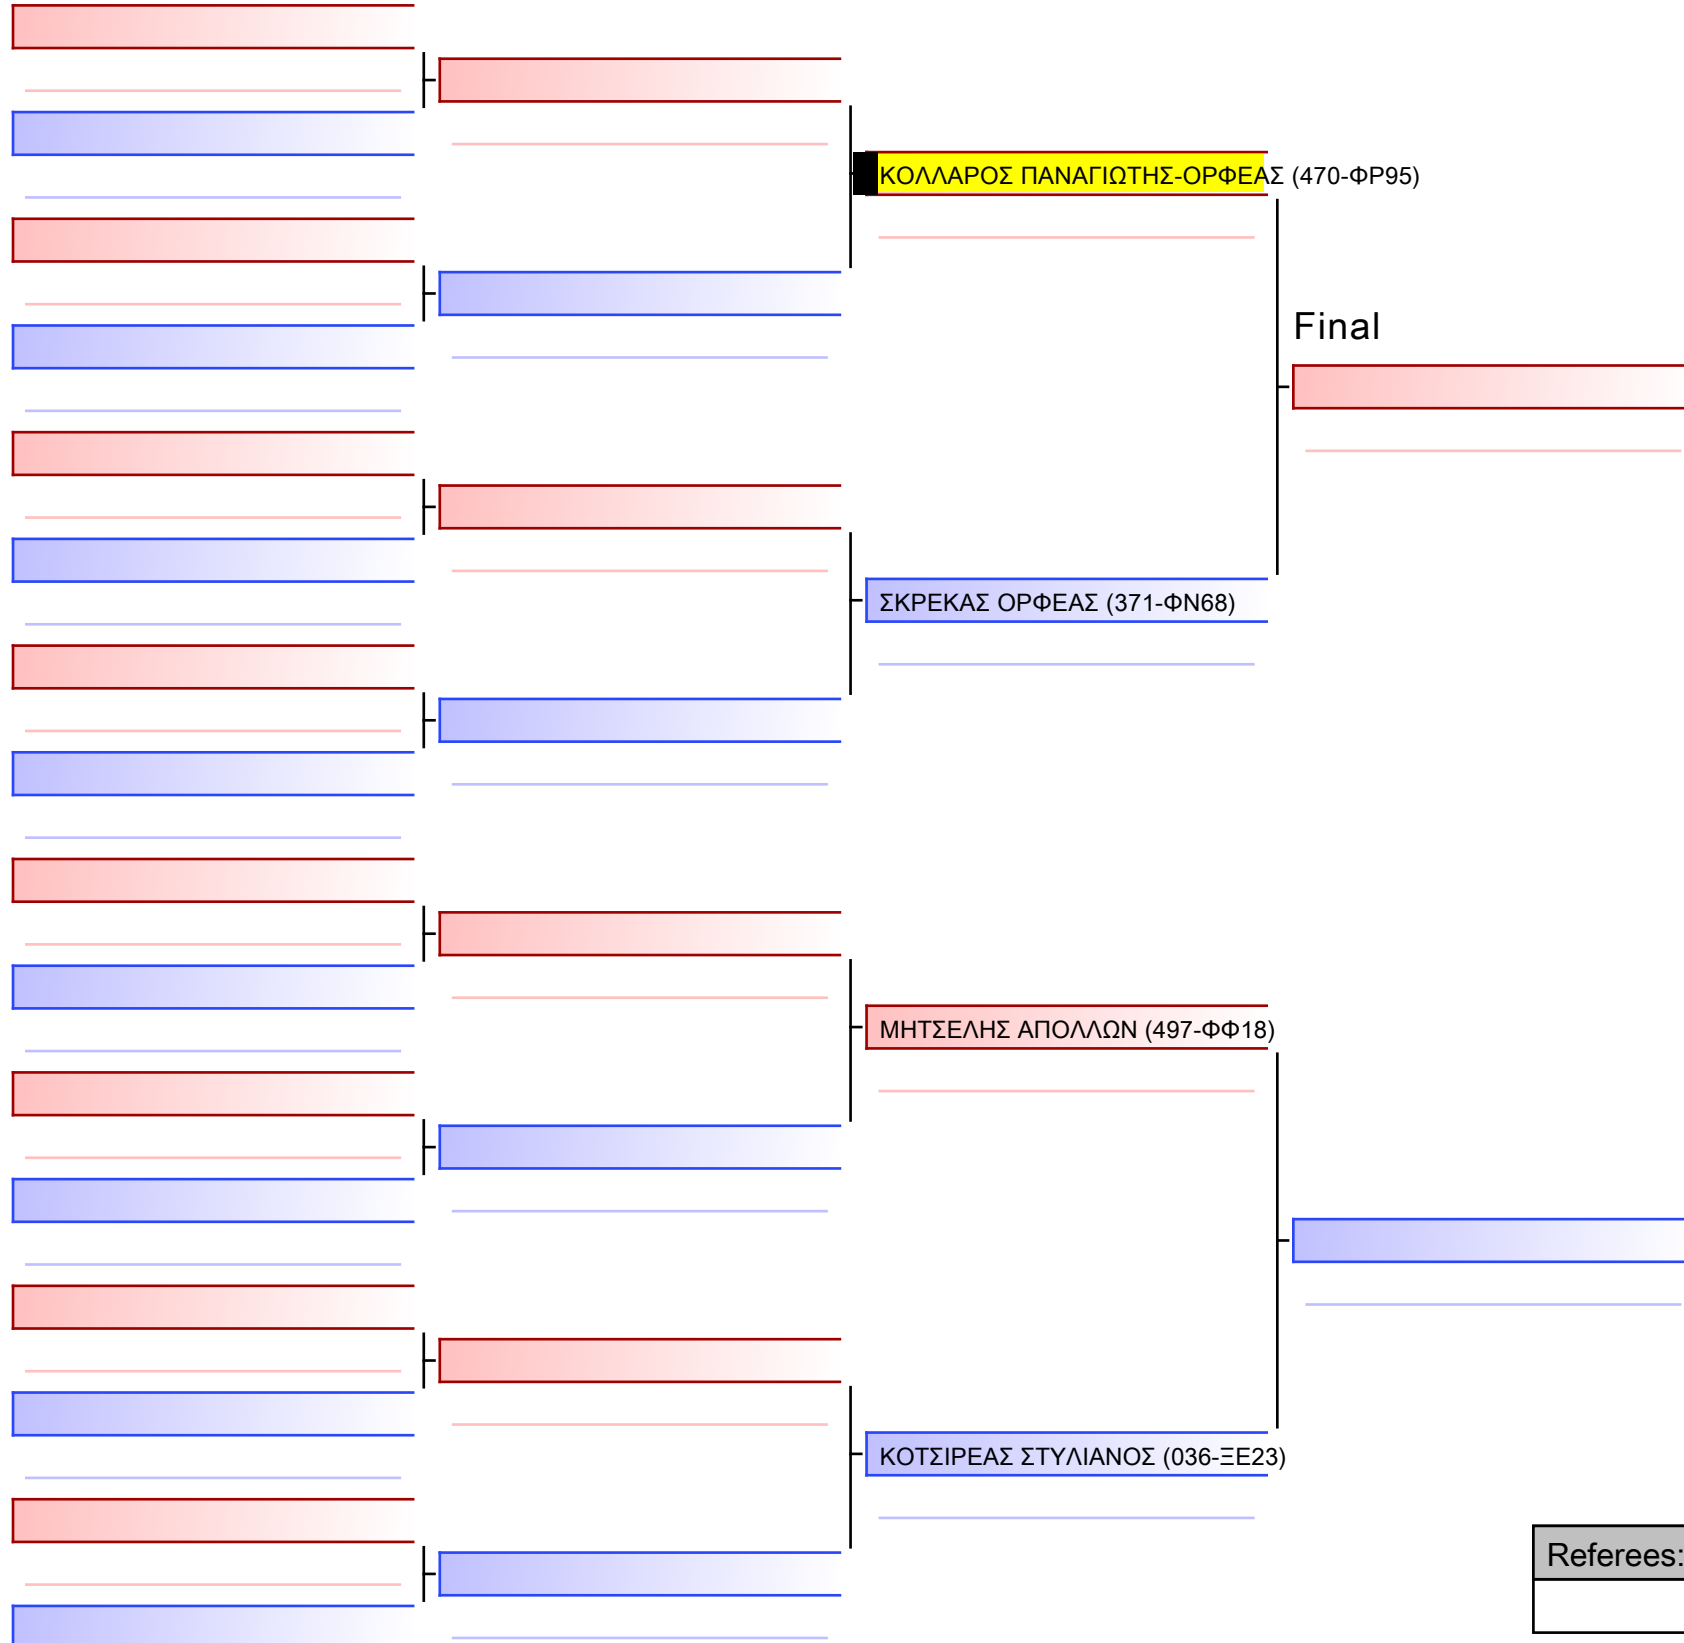 ΚΟΛΛΑΡΟΣ ΠΑΝΑΓΙΩΤΗΣ-ΟΡΦΕΑΣ (470-ΦΡ95)
Final
ΣΚΡΕΚΑΣ ΟΡΦΕΑΣ (371-ΦΝ68)
ΜΗΤΣΕΛΗΣ ΑΠΟΛΛΩΝ (497-ΦΦ18)
ΚΟΤΣΙΡΕΑΣ ΣΤΥΛΙΑΝΟΣ (036-ΞΕ23)
Referees: